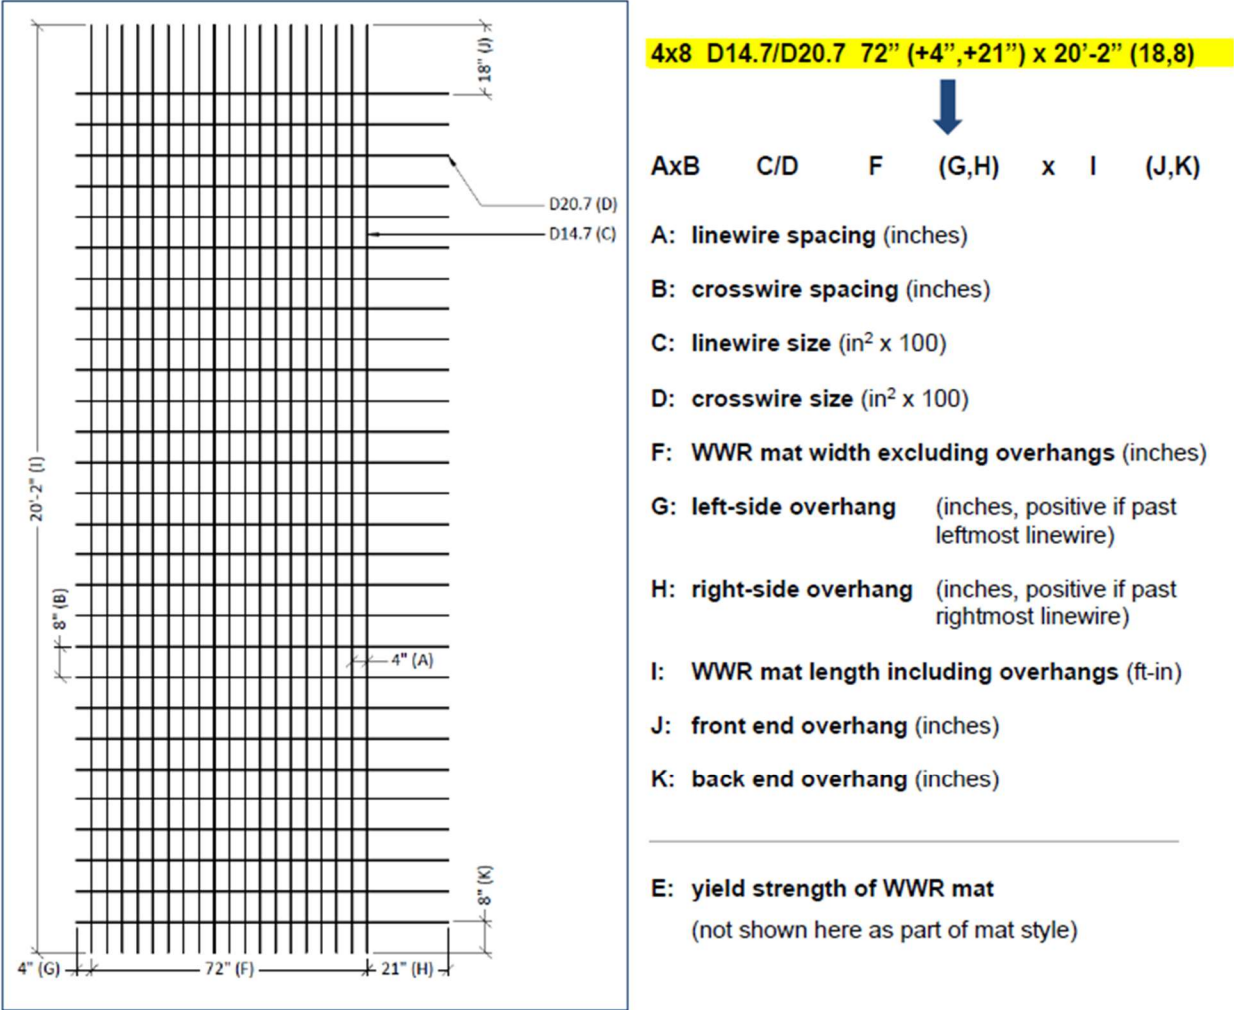 18" (J)
D20.7 (D)
D14.7 (C)
20'-2" (I)
8" (B)
4" (A)
8" (K)
4" (G)
72" (F)
21" (H)
4x8 D14.7/D20.7 72” (+4”,+21”) x 20’-2” (18,8)
AxB C/D F (G,H) x I (J,K)
A: linewire spacing (inches)
B: crosswire spacing (inches)
C: linewire size (in² x 100)
D: crosswire size (in² x 100)
F: WWR mat width excluding overhangs (inches)
G: left-side overhang (inches, positive if past
leftmost linewire)
H: right-side overhang (inches, positive if past
rightmost linewire)
I: WWR mat length including overhangs (ft-in)
J: front end overhang (inches)
K: back end overhang (inches)
E: yield strength of WWR mat
(not shown here as part of mat style)